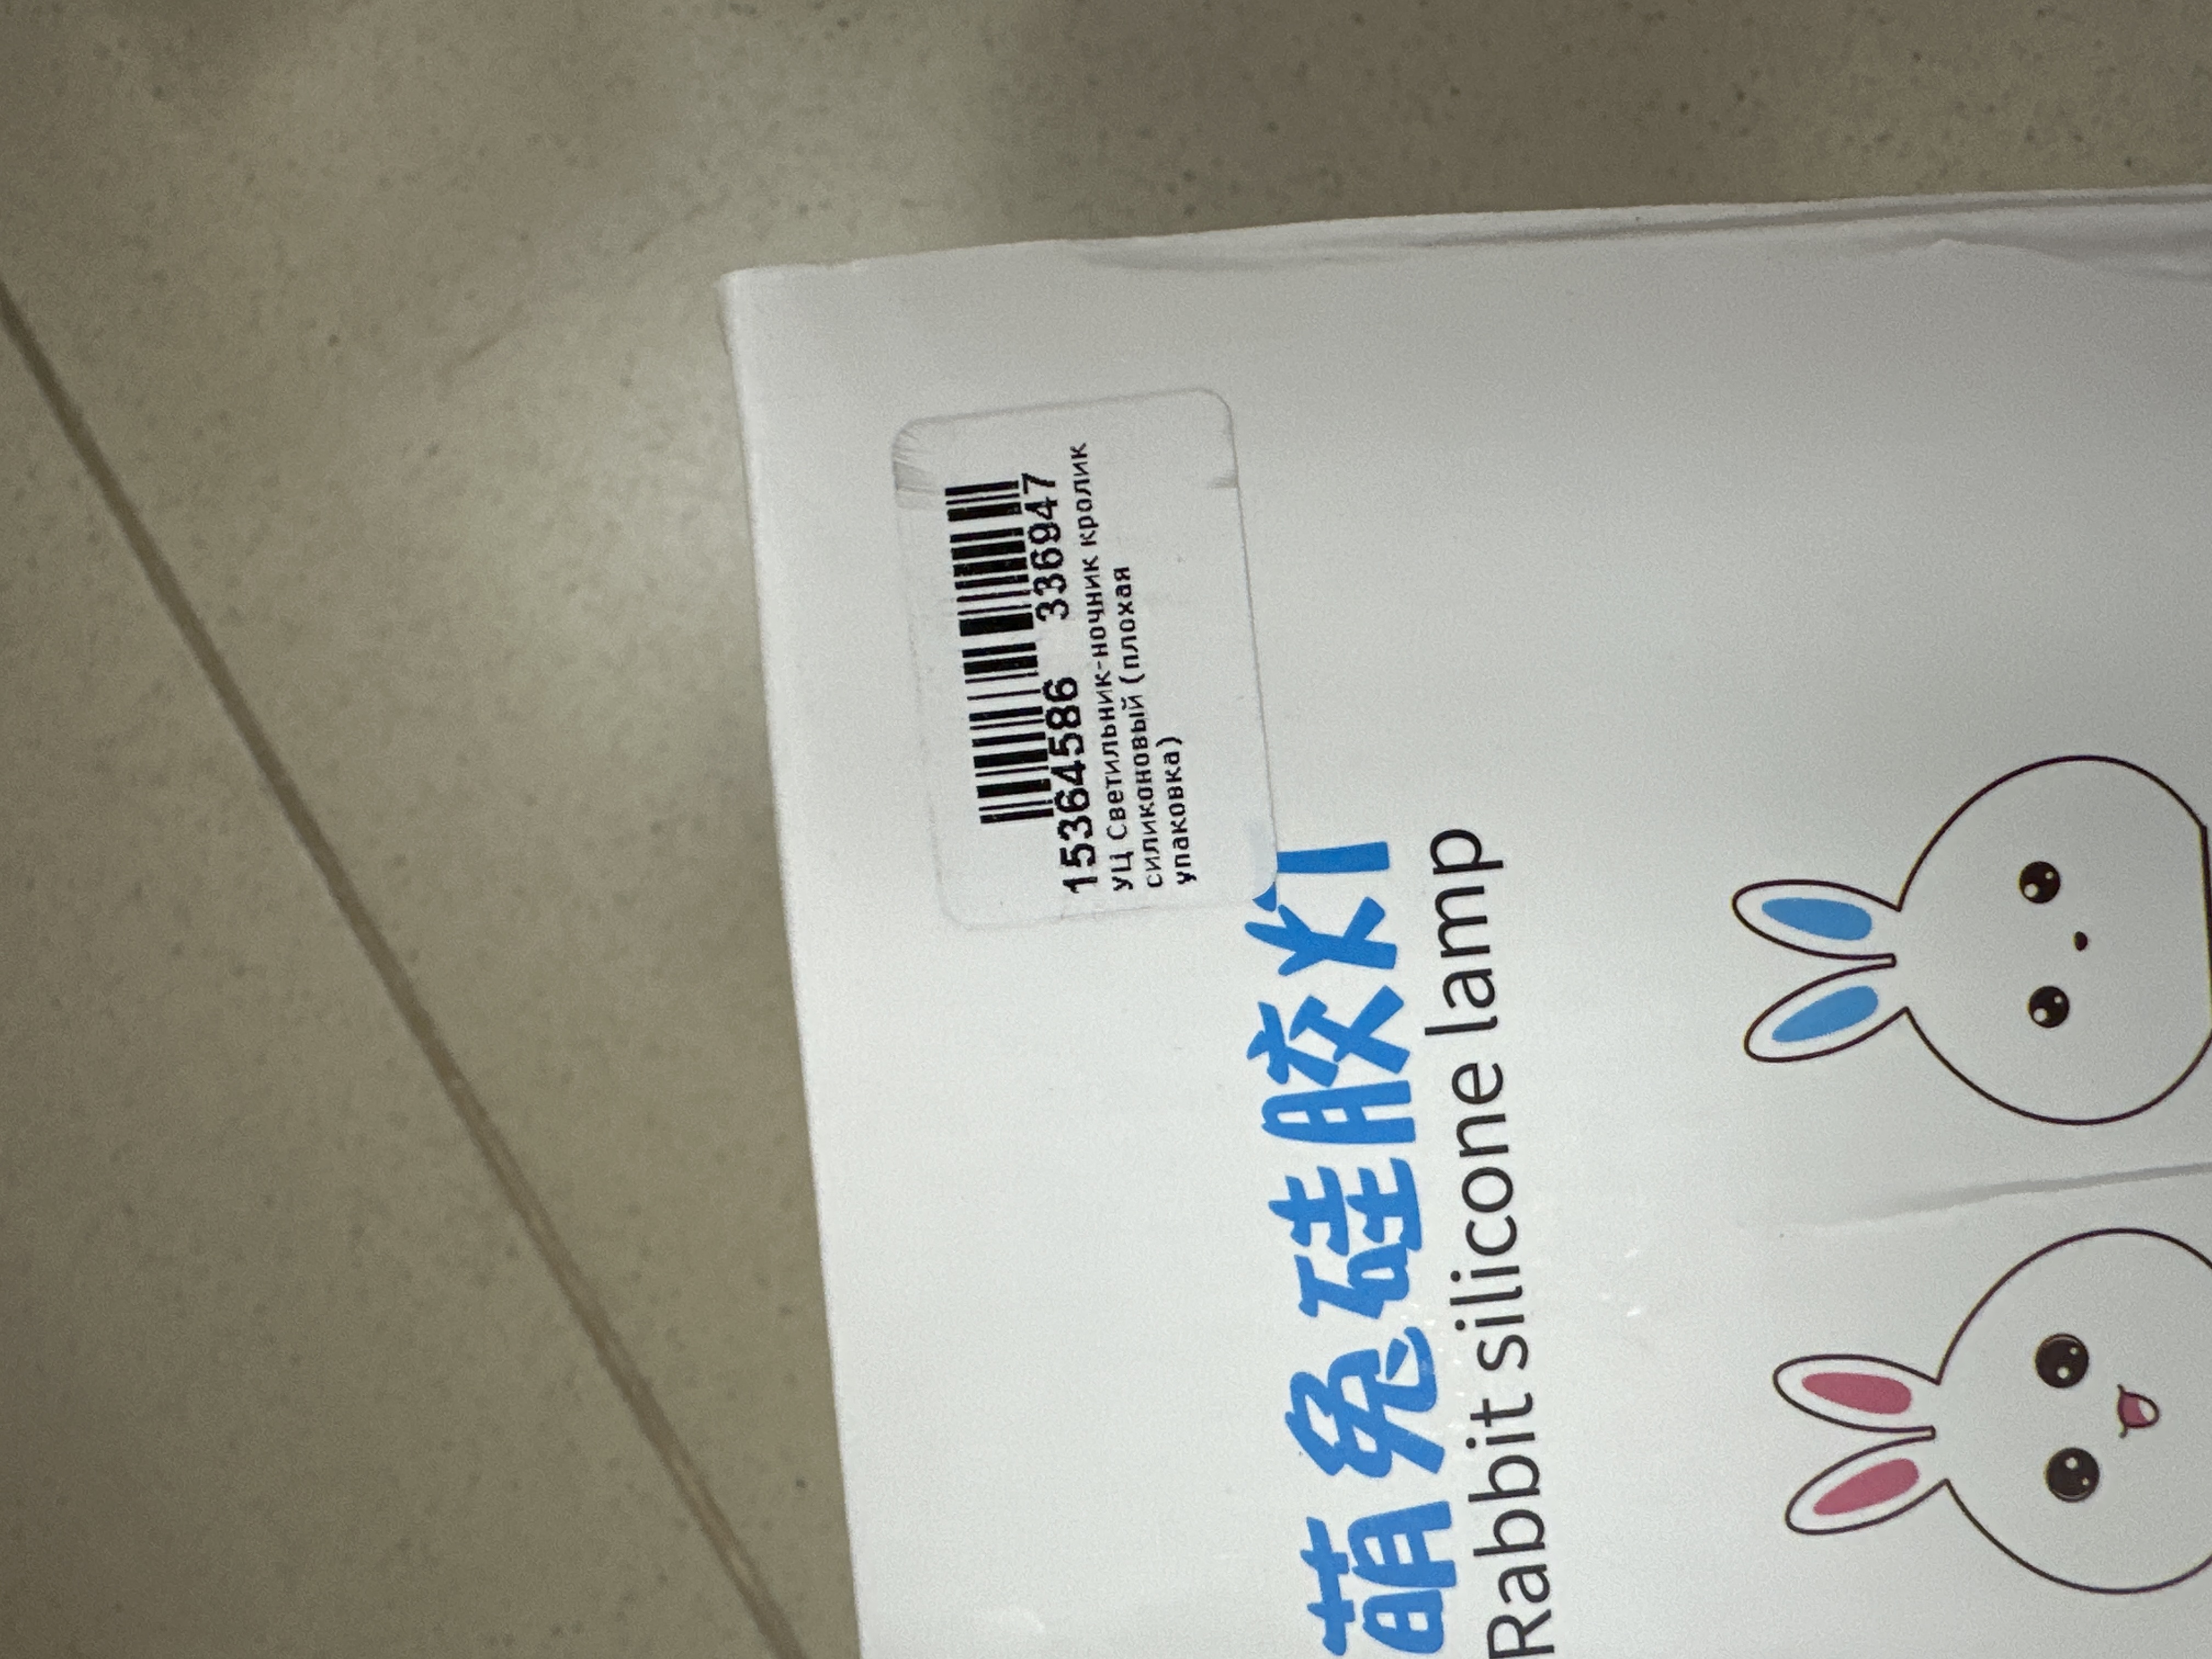 15364586 336947
УЦ Светильник-ночник кролик
силиконовый (плохая
упаковка)
萌兔硅胶灯
Rabbit silicone lamp